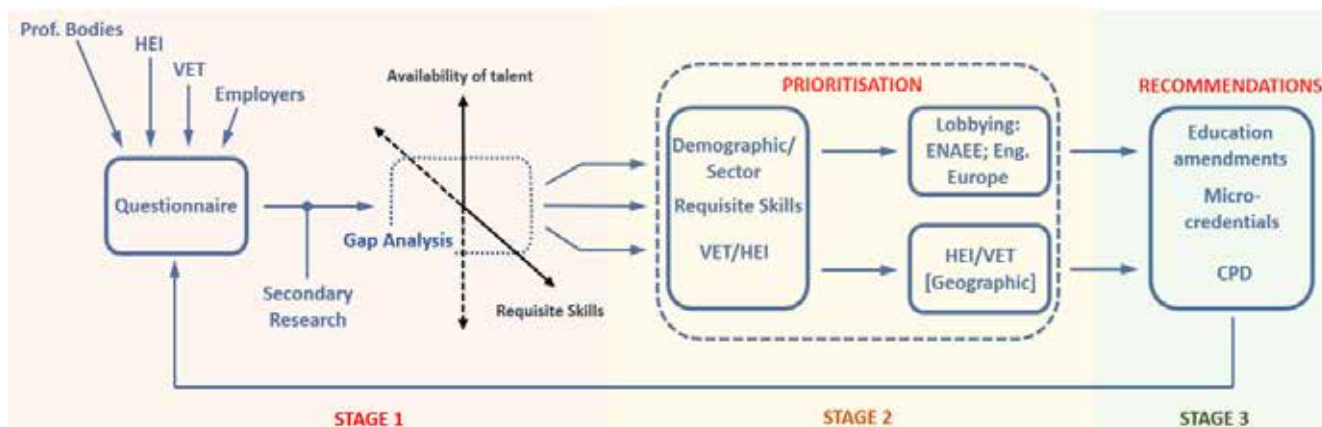 Prof. Bodies
HEI
VET
Employers
Questionnaire
Secondary
Research
Availability of talent
Gap Analysis
Requisite Skills
PRIORITISATION
Demographic/
Sector
Requisite Skills
VET/HEI
Lobbying:
ENAEE; Eng.
Europe
HEI/VET
[Geographic]
RECOMMENDATIONS
Education
amendments
Micro-
credentials
CPD
STAGE 1
STAGE 2
STAGE 3